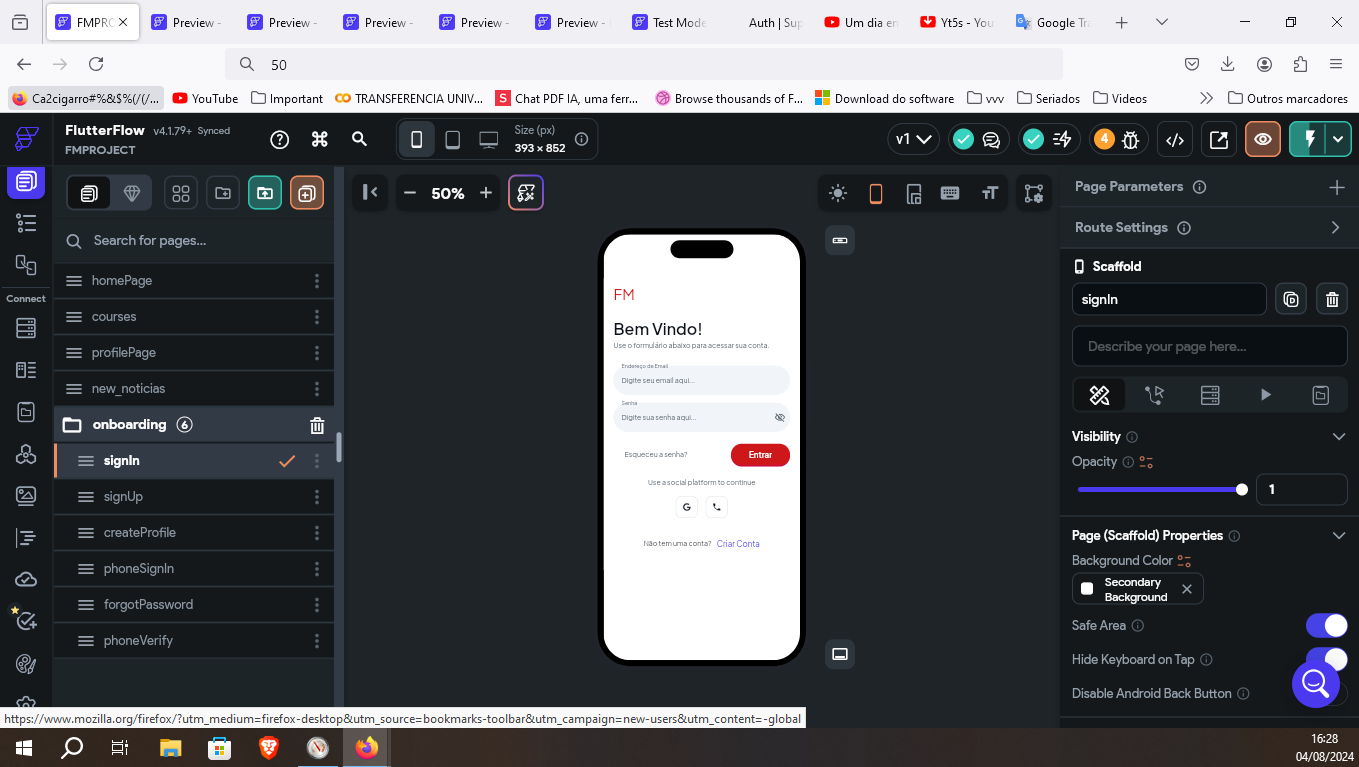 FMPRO
Preview -
Preview -
Preview -
Preview -
Preview -
Test Mode
Auth | Sup
Um dia en
Yt5s - You
Google Tra
50
Ca2cigarro#%&$%(/(/...
YouTube
Important
TRANSFERENCIA UNIV...
Chat PDF IA, uma ferr...
Browse thousands of F...
Download do software
vvv
Seriados
Videos
Outros marcadores
FlutterFlow v4.1.79+ Synced
FMPROJECT
Size (px)
393 × 852
v1
4
50%
Search for pages...
homePage
courses
profilePage
new_noticias
onboarding 6
signIn
signUp
createProfile
phoneSignIn
forgotPassword
phoneVerify
Connect
FM
Bem Vindo!
Use o formulário abaixo para acessar sua conta.
Endereço de Email
Digite seu email aqui...
Senha
Digite sua senha aqui...
Esqueceu a senha?
Entrar
Use a social platform to continue
G
Não tem uma conta? Criar Conta
Page Parameters
Route Settings
Scaffold
signIn
Describe your page here...
Visibility
Opacity
1
Page (Scaffold) Properties
Background Color
Secondary
Background
Safe Area
Hide Keyboard on Tap
Disable Android Back Button
https://www.mozilla.org/firefox/?utm_medium=firefox-desktop&utm_source=bookmarks-toolbar&utm_campaign=new-users&utm_content=-global
16:28
04/08/2024